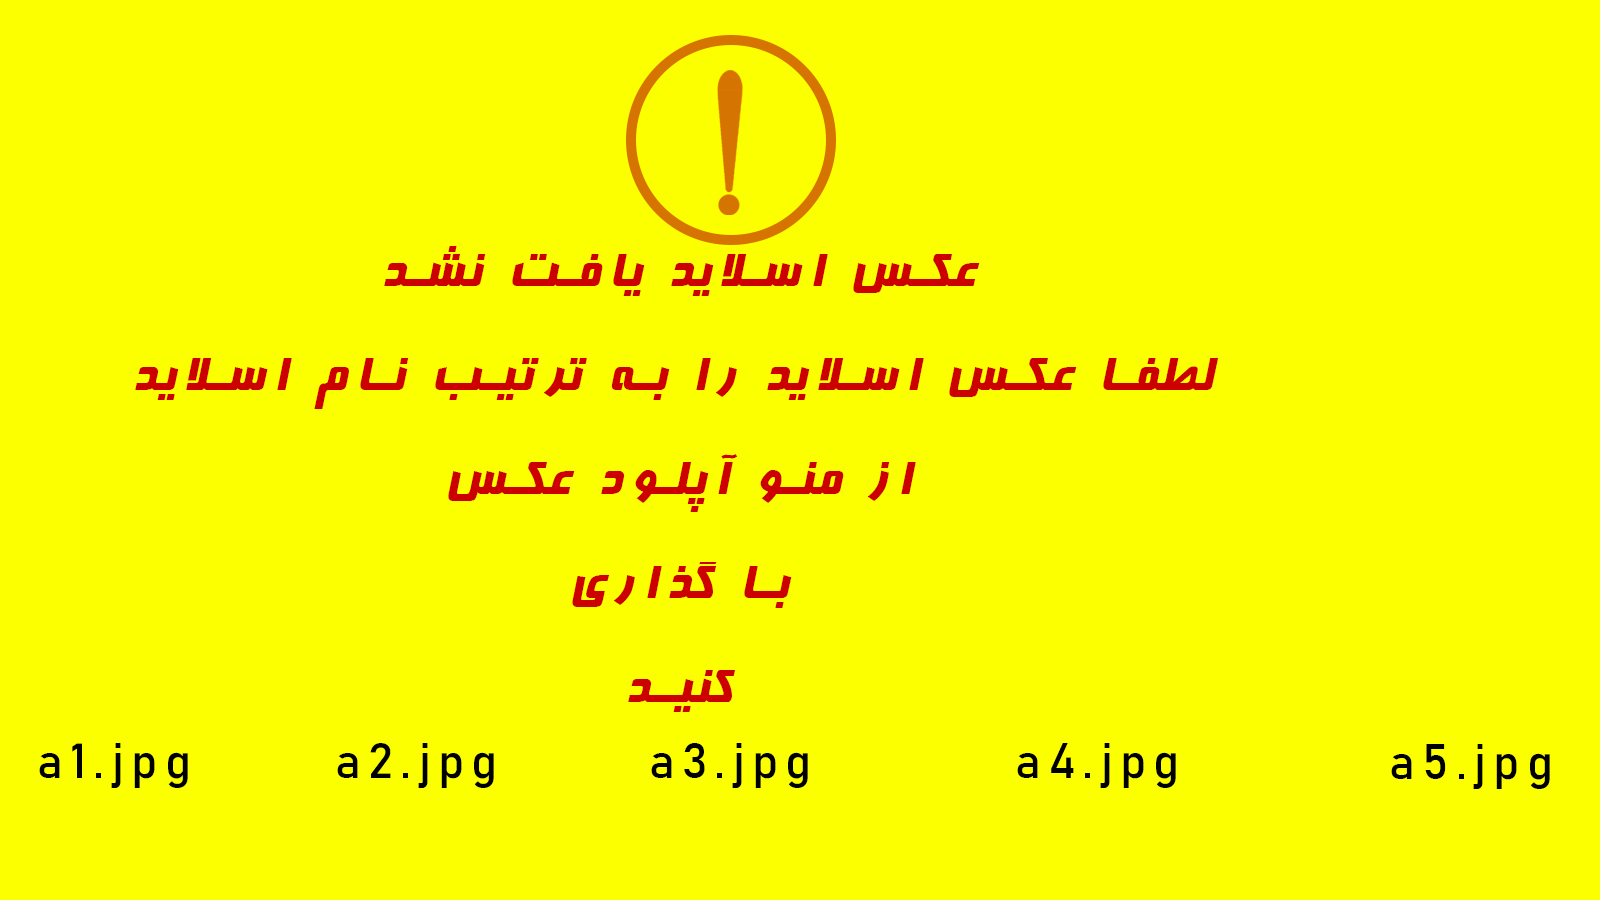 عکس اسلاید یافت نشد
لطفا عکس اسلاید را به ترتیب نام اسلاید
از منو آپلود عکس
با گذاری
کنید
a1.jpg a2.jpg a3.jpg a4.jpg a5.jpg